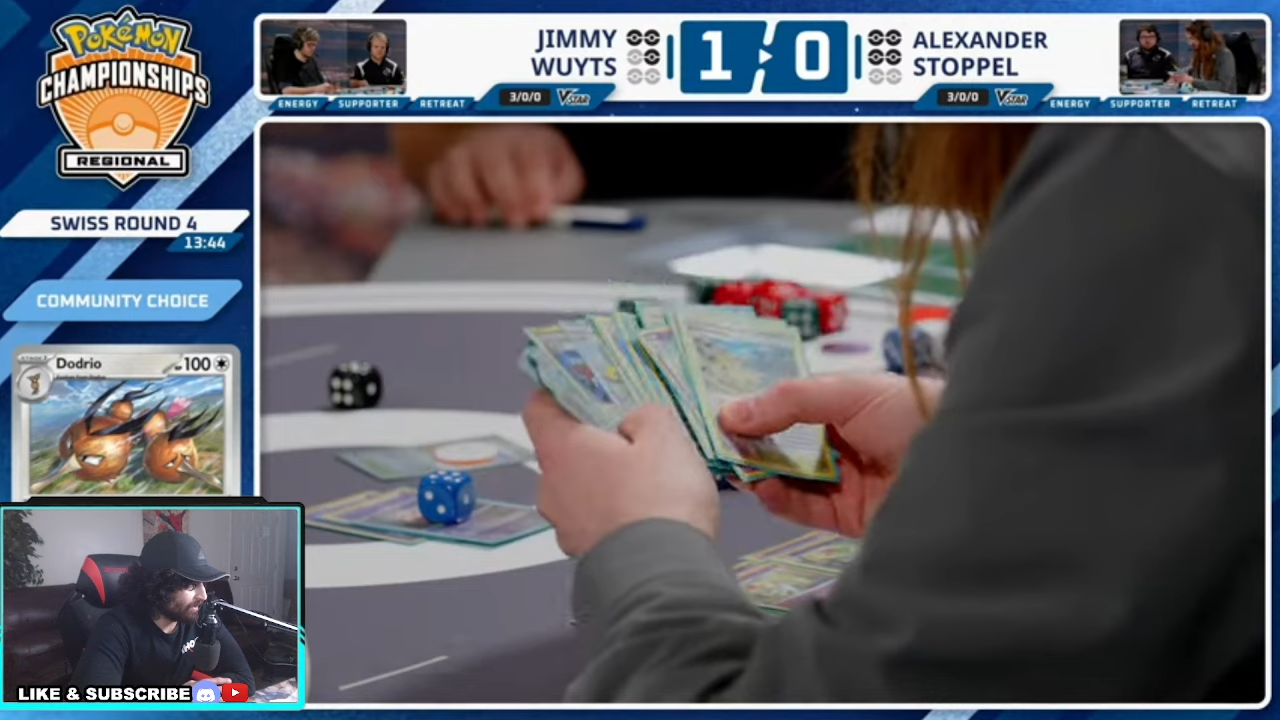 Pokémon
CHAMPIONSHIPS
REGIONAL
JIMMY
WUYTS
1
0
ALEXANDER
STOPPEL
ENERGY
SUPPORTER
RETREAT
3/0/0
VSTAR
3/0/0
VSTAR
ENERGY
SUPPORTER
RETREAT
SWISS ROUND 4
13:44
COMMUNITY CHOICE
Dodrio
100
LIKE & SUBSCRIBE